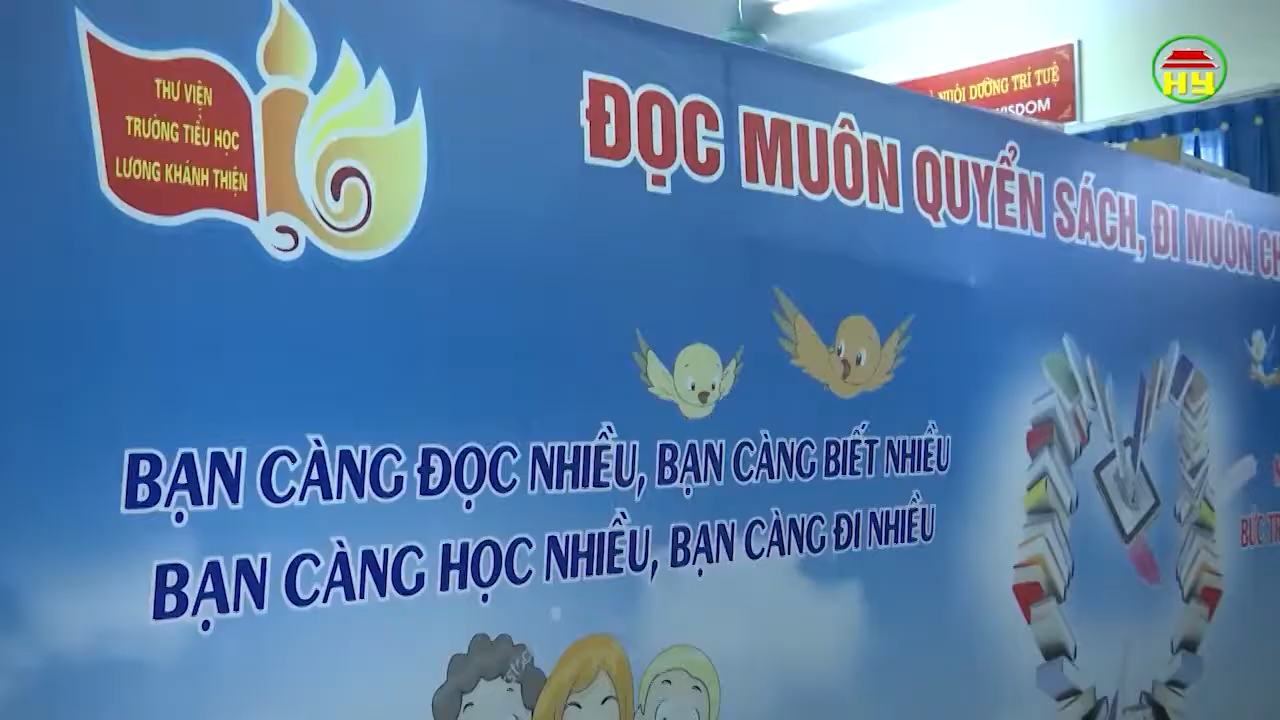 THƯ VIỆN
TRƯỜNG TIỂU HỌC
LƯƠNG KHÁNH THIỆN
NUÔI DƯỠNG TRÍ TUỆ
WISDOM
HY
ĐỌC MUÔN QUYỂN SÁCH, ĐI MUÔN
BẠN CÀNG ĐỌC NHIỀU, BẠN CÀNG BIẾT NHIỀU
BẠN CÀNG HỌC NHIỀU, BẠN CÀNG ĐI NHIỀU
BỨC